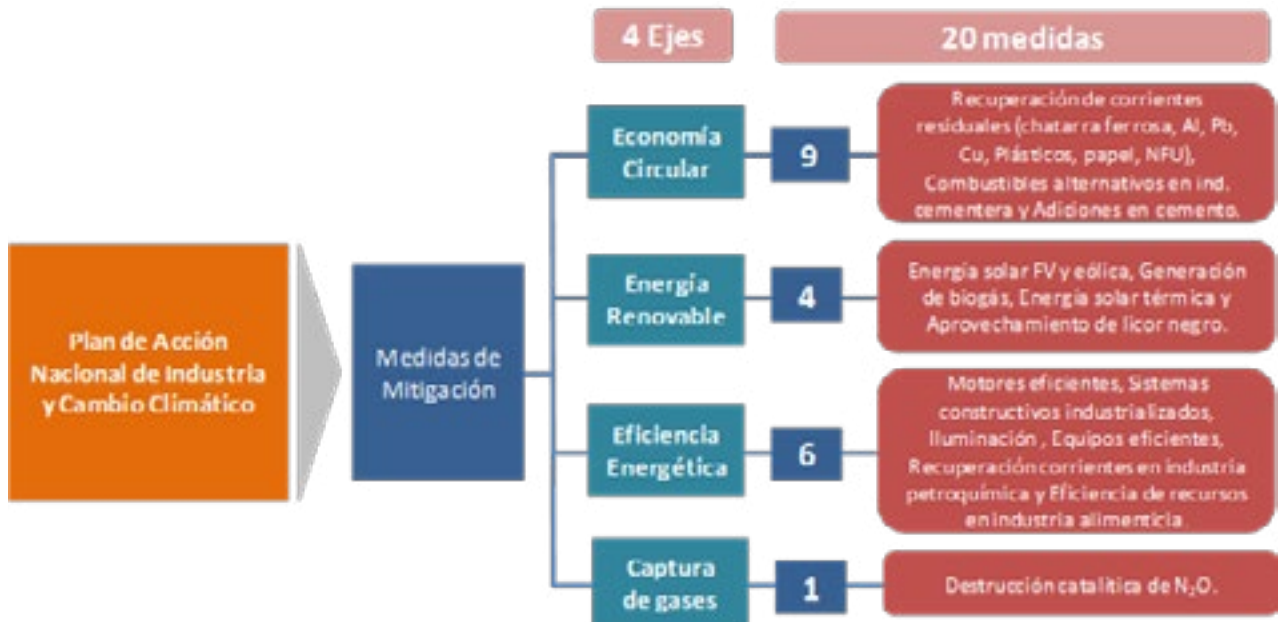 4 Ejes
20 medidas
Plan de Acción
Nacional de Industria
y Cambio Climático
Medidas de
Mitigación
Economía
Circular
9
Recuperación de corrientes
residuales (chatarra ferrosa, Al, Pb,
Cu, Plásticos, papel, NFU),
Combustibles alternativos en ind.
cementera y Adiciones en cemento.
Energía
Renovable
4
Energía solar FV y eólica, Generación
de biogás, Energía solar térmica y
Aprovechamiento de licor negro.
Eficiencia
Energética
6
Motores eficientes, Sistemas
constructivos industrializados,
Iluminación , Equipos eficientes,
Recuperación corrientes en industria
petroquímica y Eficiencia de recursos
en industria alimenticia
Captura
de gases
1
Destrucción catalítica de N₂O.